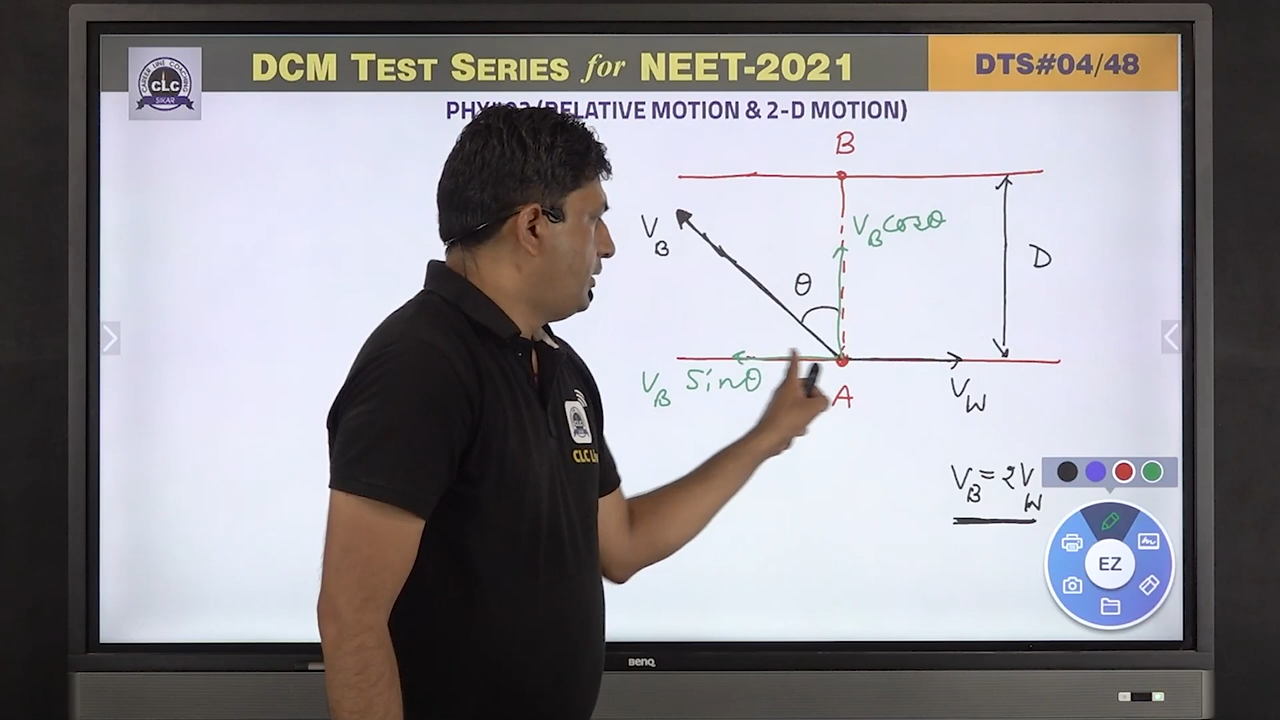 CAREER LINE COACHING
CLC
SIKAR
DCM TEST SERIES for NEET-2021
DTS#04/48
RELATIVE MOTION & 2-D MOTION)
B
V_B
V_B cosθ
θ
D
V_B Sinθ
A
V_W
CLC
V_B = 2V_W
EZ
BenQ